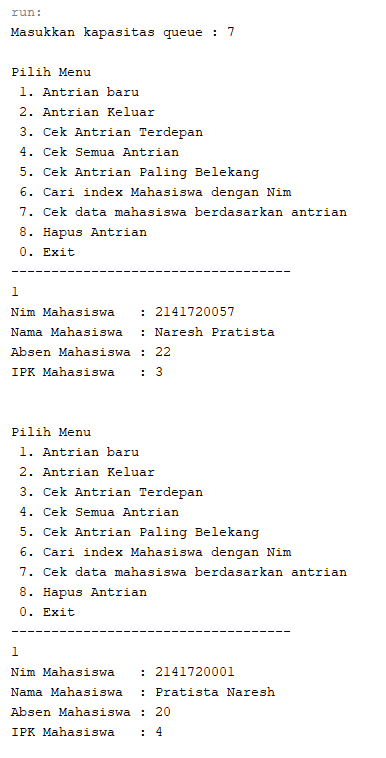 run:
Masukkan kapasitas queue : 7
Pilih Menu
1. Antrian baru
2. Antrian Keluar
3. Cek Antrian Terdepan
4. Cek Semua Antrian
5. Cek Antrian Paling Belekang
6. Cari index Mahasiswa dengan Nim
7. Cek data mahasiswa berdasarkan antrian
8. Hapus Antrian
0. Exit
-----------------------------------
1
Nim Mahasiswa   : 2141720057
Nama Mahasiswa  : Naresh Pratista
Absen Mahasiswa : 22
IPK Mahasiswa   : 3
Pilih Menu
1. Antrian baru
2. Antrian Keluar
3. Cek Antrian Terdepan
4. Cek Semua Antrian
5. Cek Antrian Paling Belekang
6. Cari index Mahasiswa dengan Nim
7. Cek data mahasiswa berdasarkan antrian
8. Hapus Antrian
0. Exit
-----------------------------------
1
Nim Mahasiswa   : 2141720001
Nama Mahasiswa  : Pratista Naresh
Absen Mahasiswa : 20
IPK Mahasiswa   : 4